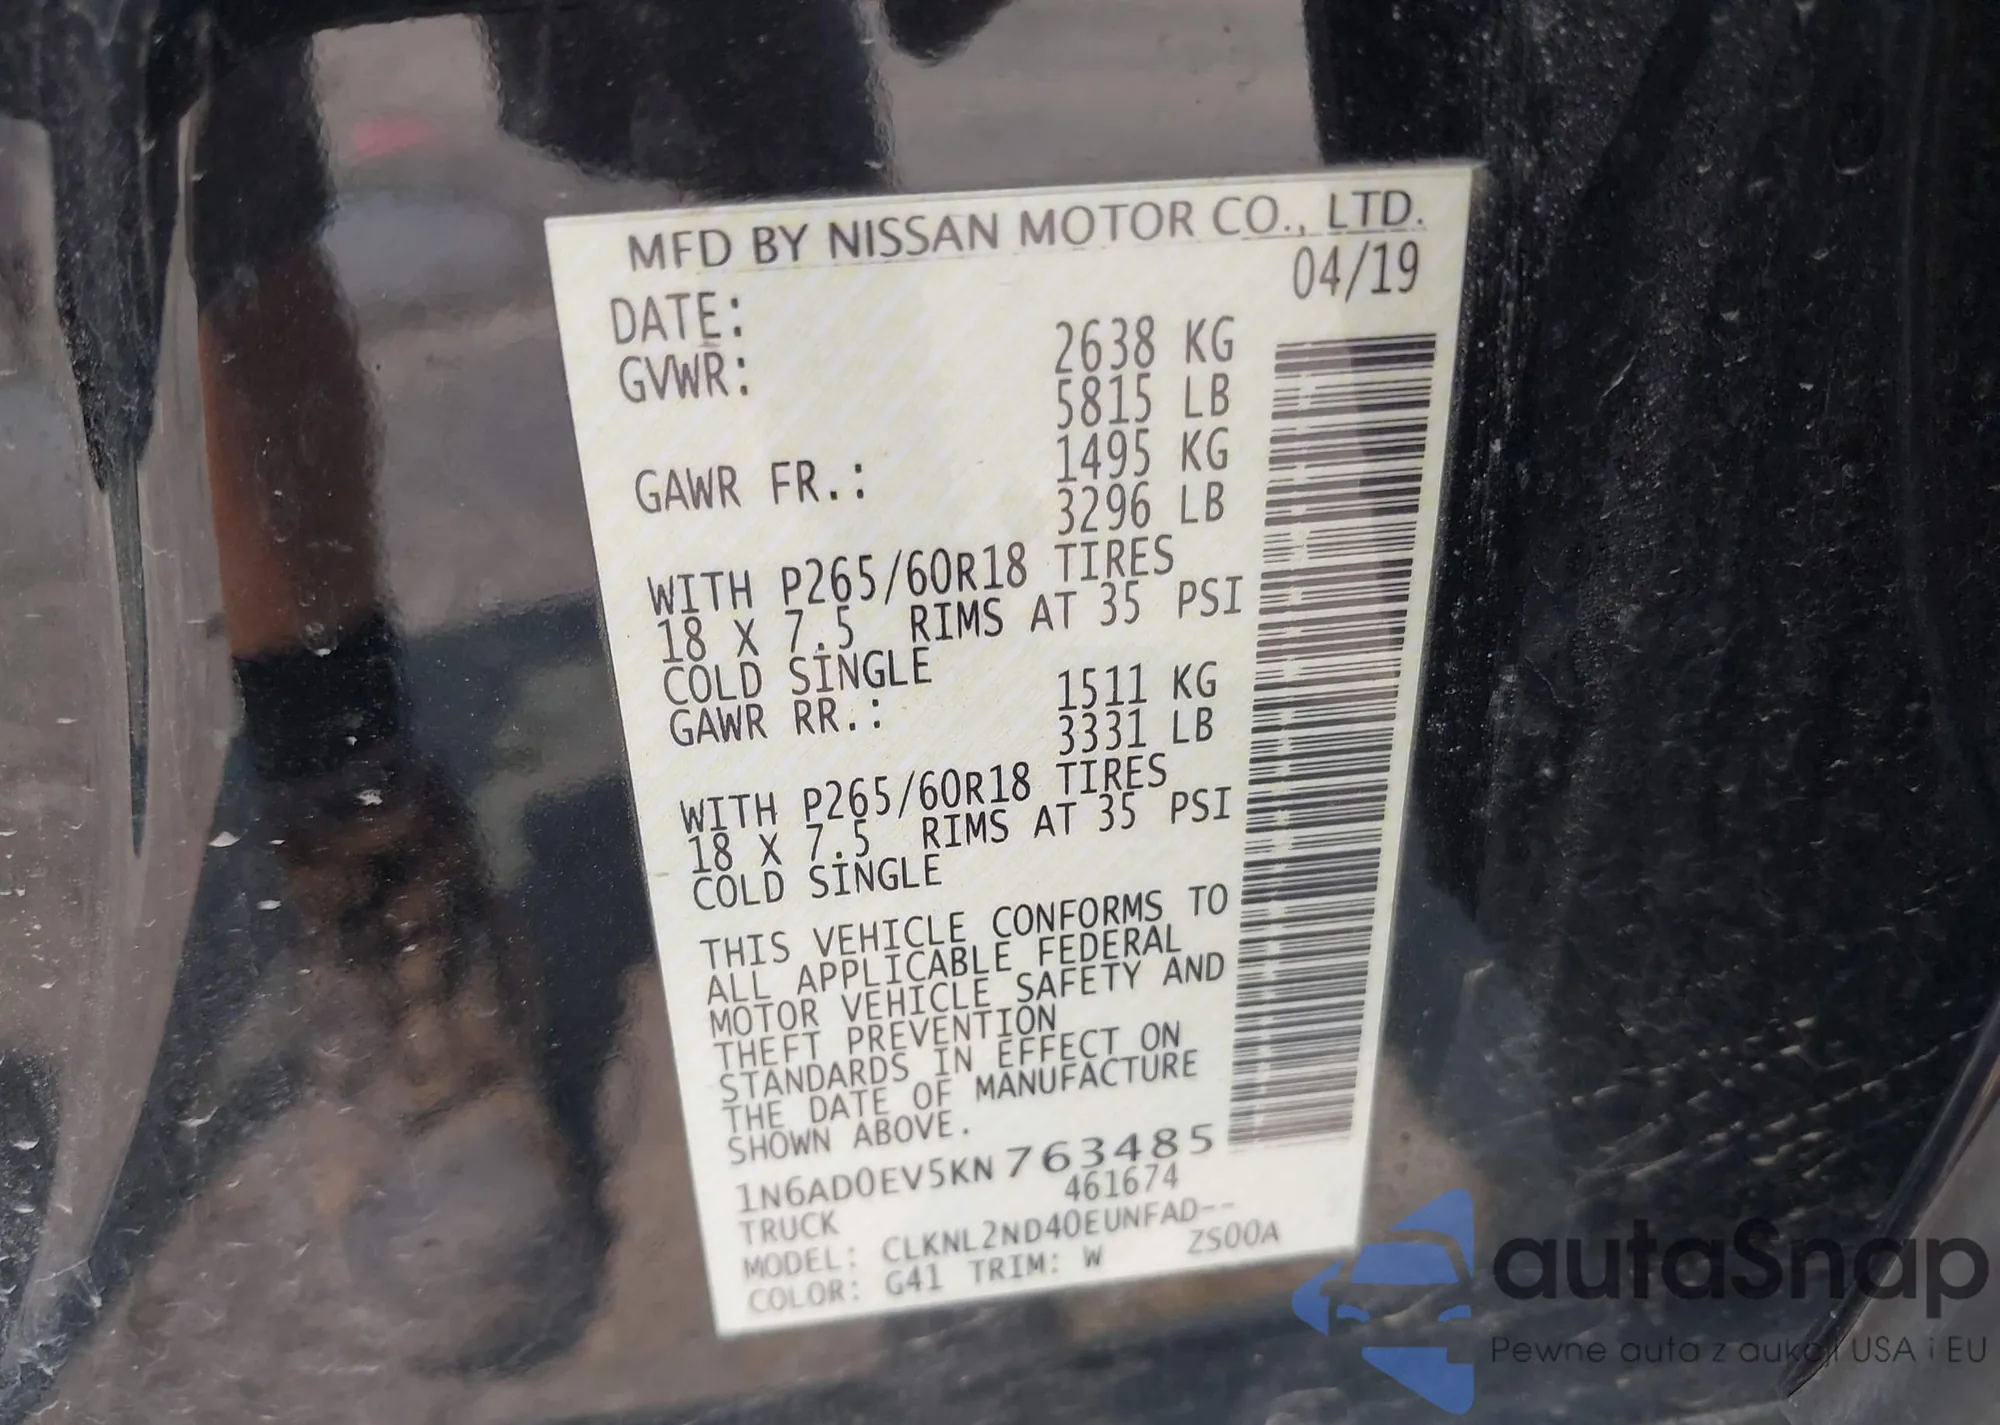 MFD BY NISSAN MOTOR CO., LTD.
DATE: 04/19
GVWR: 2638 KG
5815 LB
GAWR FR.: 1495 KG
3296 LB
WITH P265/60R18 TIRES
18 X 7.5 RIMS AT 35 PSI
COLD SINGLE
GAWR RR.: 1511 KG
3331 LB
WITH P265/60R18 TIRES
18 X 7.5 RIMS AT 35 PSI
COLD SINGLE
THIS VEHICLE CONFORMS TO
ALL APPLICABLE FEDERAL
MOTOR VEHICLE SAFETY AND
THEFT PREVENTION
STANDARDS IN EFFECT ON
THE DATE OF MANUFACTURE
SHOWN ABOVE.
1N6AD0EV5KN763485
TRUCK 461674
MODEL: CLKNL2ND40EUNFAD--
COLOR: G41 TRIM: W ZS00A
autaSnap
Pewne auta z aukcji USA i EU